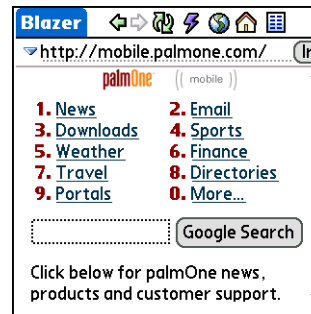 Blazer
http://mobile.palmone.com/
palmOne (( mobile ))
1. News 2. Email
3. Downloads 4. Sports
5. Weather 6. Finance
7. Travel 8. Directories
9. Portals 0. More...
Google Search
Click below for palmOne news,
products and customer support.